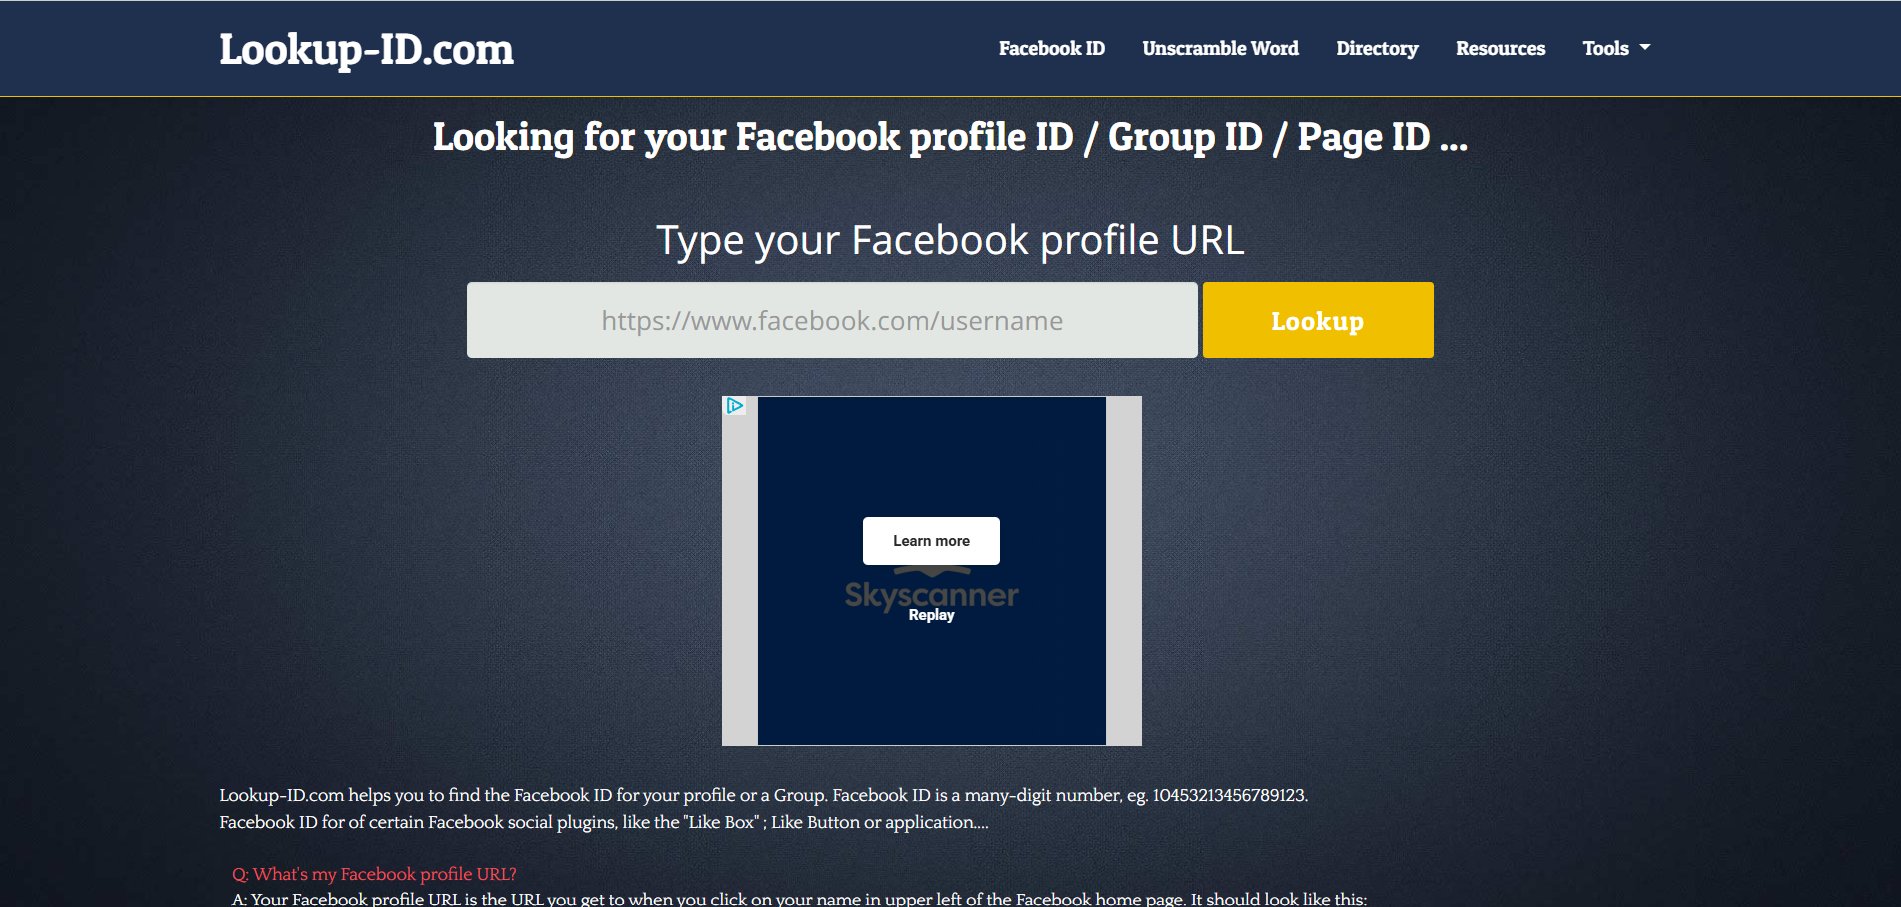 Lookup-ID.com
Facebook ID Unscramble Word Directory Resources Tools
Looking for your Facebook profile ID / Group ID / Page ID ...
Type your Facebook profile URL
https://www.facebook.com/username
Lookup
Learn more
Skyscanner
Replay
Lookup-ID.com helps you to find the Facebook ID for your profile or a Group. Facebook ID is a many-digit number, eg. 10453213456789123.
Facebook ID for of certain Facebook social plugins, like the "Like Box" ; Like Button or application....
Q: What's my Facebook profile URL?
A: Your Facebook profile URL is the URL you get to when you click on your name in upper left of the Facebook home page. It should look like this: